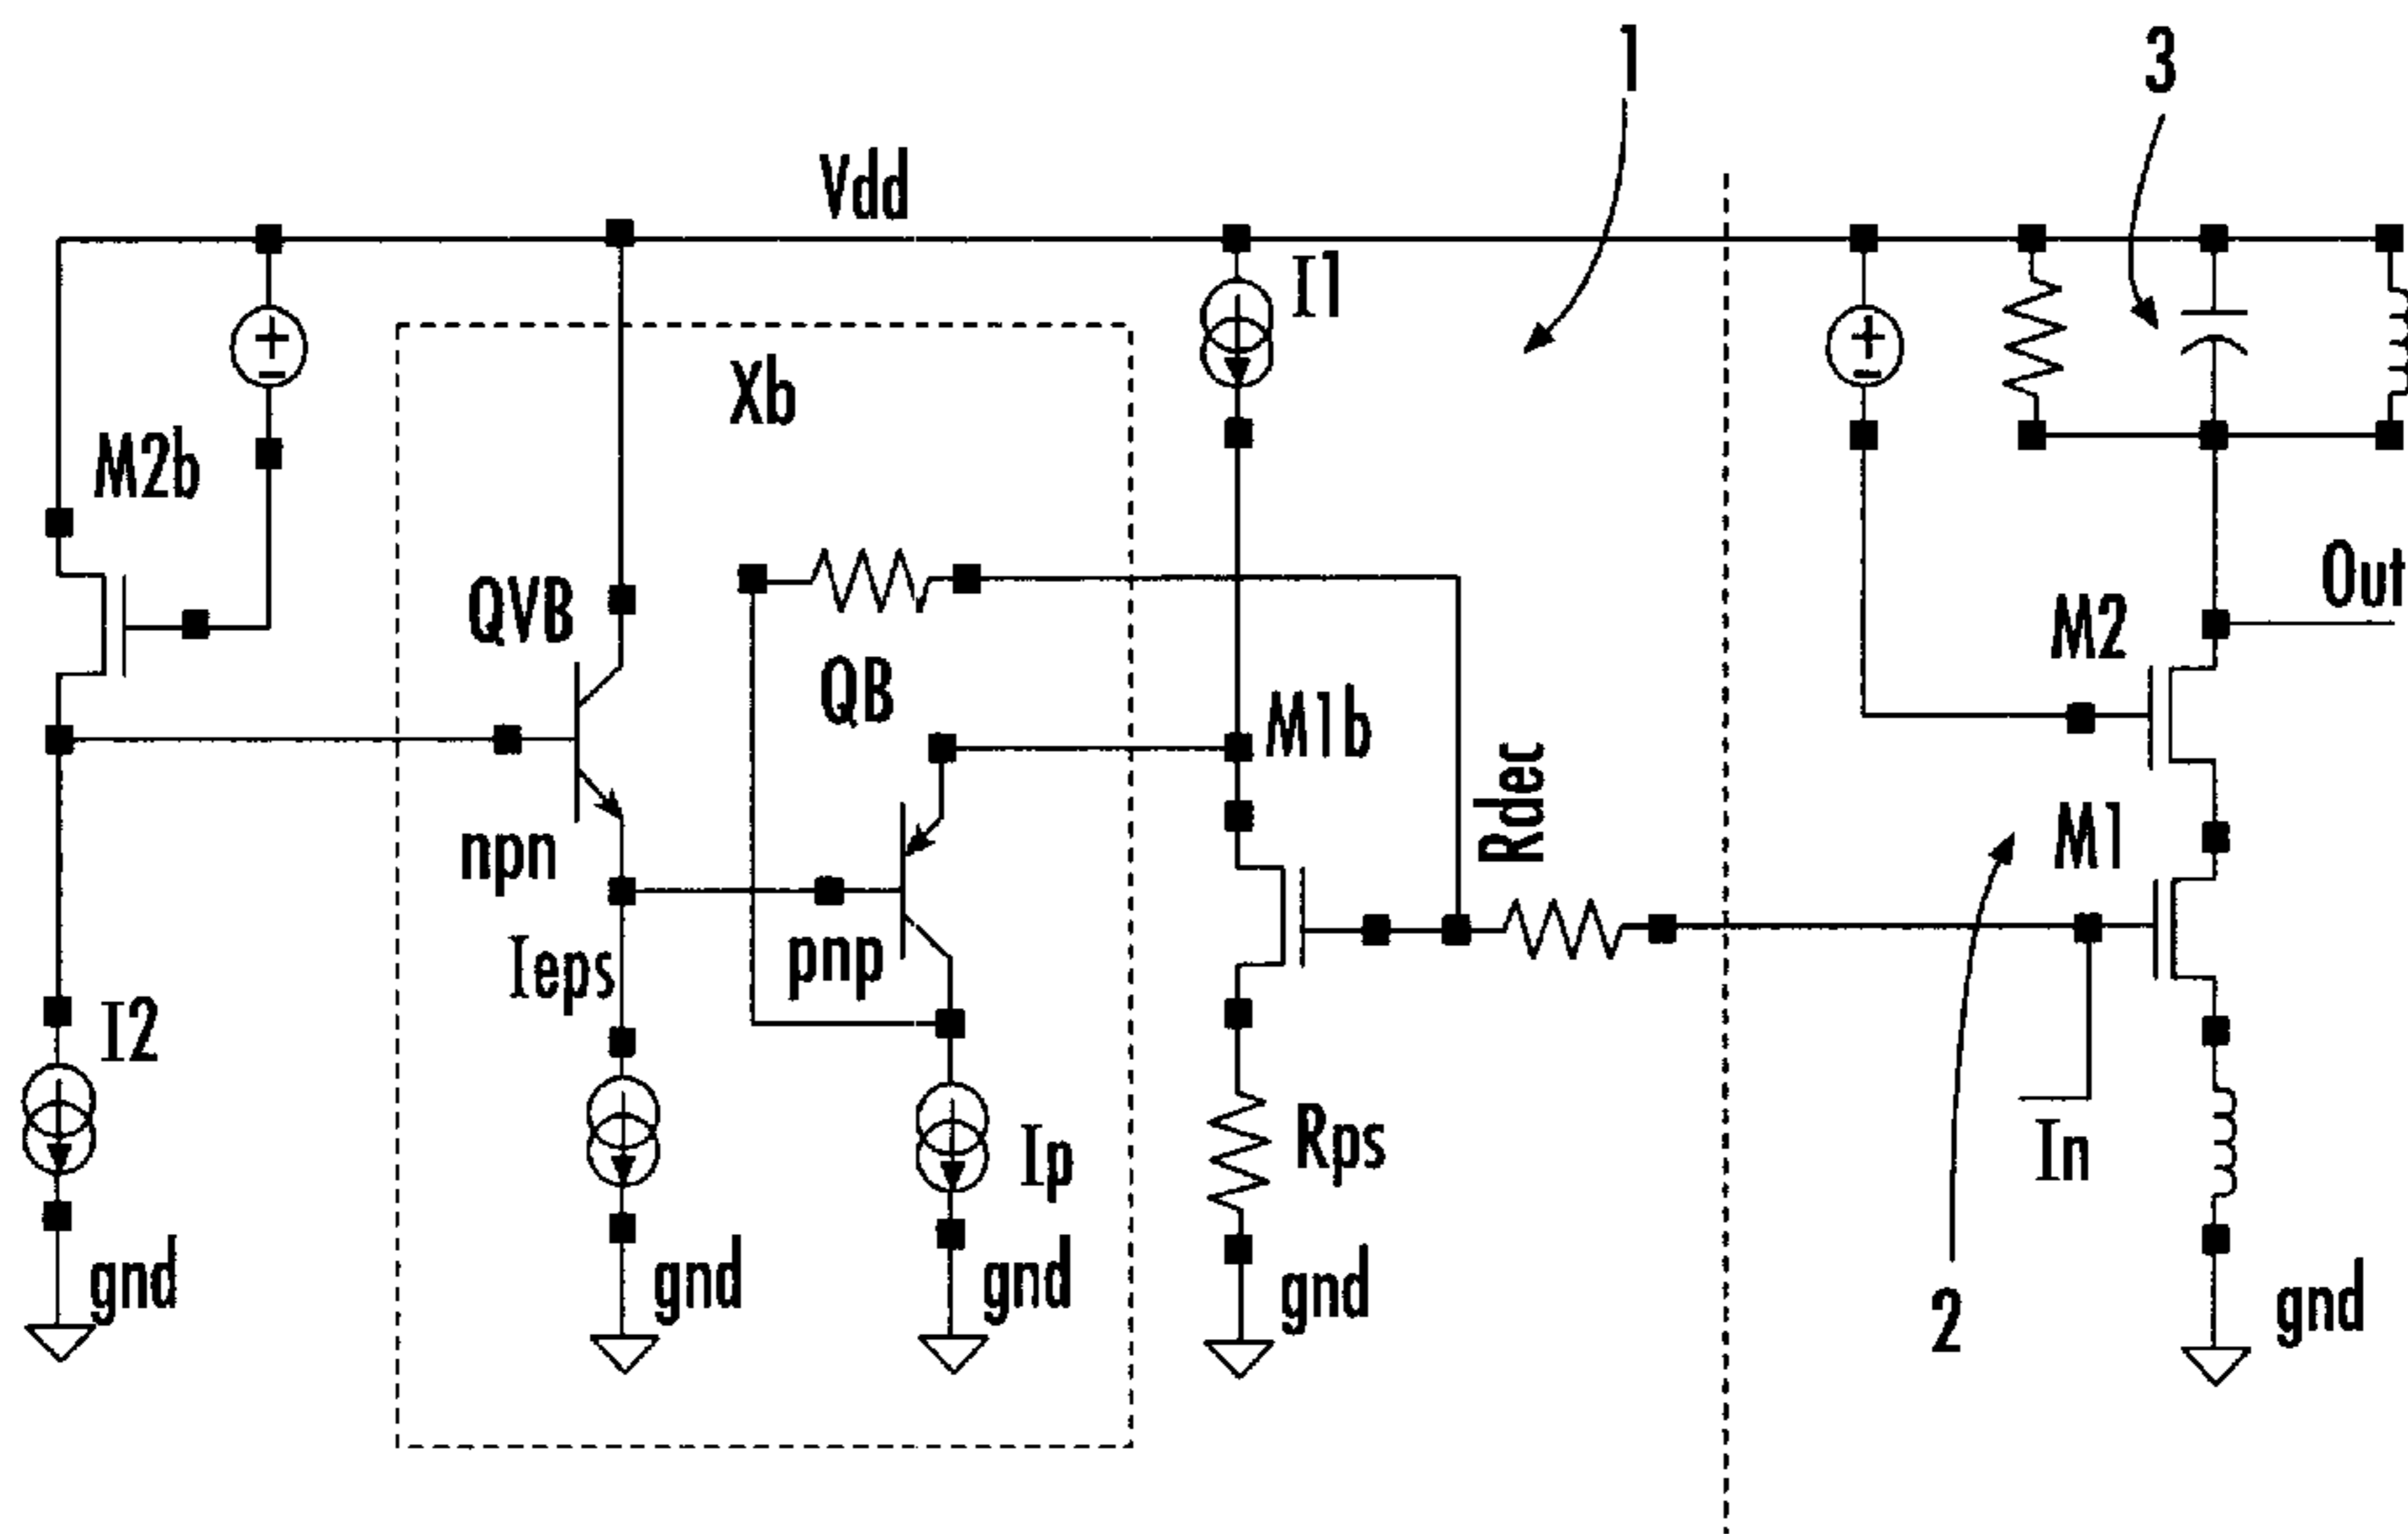 1
3
Vdd
I1
Xb
M2b
Out
QVB
M2
QB
M1b
Rdec
M1
npn
Ieps
pnp
I2
Rps
In
Ip
gnd
gnd
gnd
gnd
gnd
2